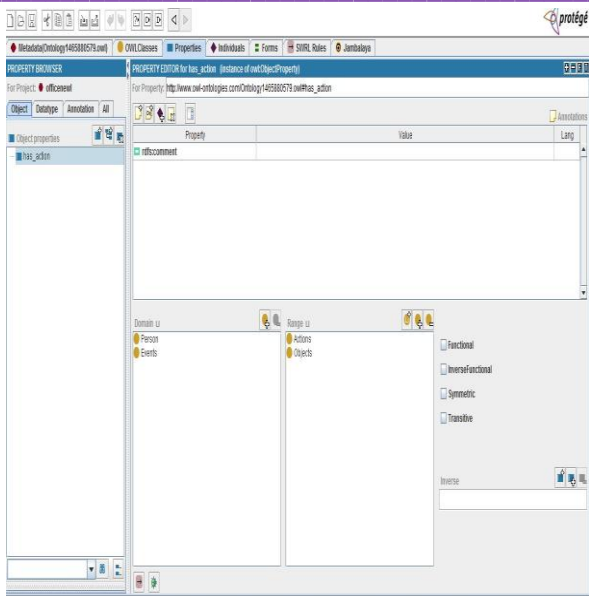 protégé
Metadata(Ontology1465880579.owl) OWLClasses Properties Individuals Forms SWRL Rules Jambalaya
PROPERTY BROWSER
For Project: officenewl
Object Datatype Annotation All
Object properties
has_action
PROPERTY EDITOR for has_action (instance of owl:ObjectProperty)
For Property: http://www.owl-ontologies.com/Ontology1465880579.owl#has_action
Annotations
Property Value Lang
rdfs:comment
Domain ⊔
Person
Events
Range ⊔
Actions
Objects
Functional
InverseFunctional
Symmetric
Transitive
Inverse